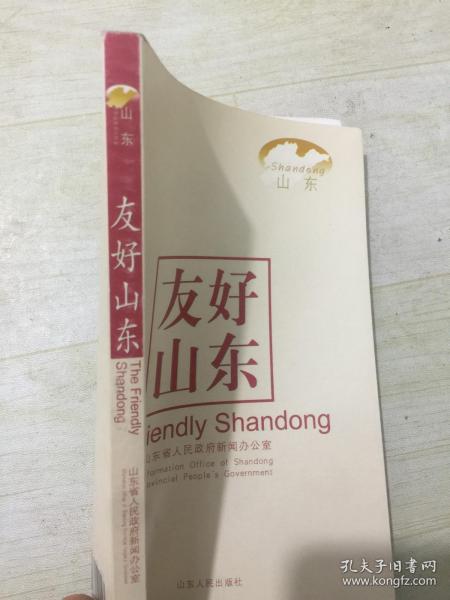 山东
友好山东
The Friendly
Shandong
山东省人民政府新闻办公室
Shandong
山东
友好
山东
iendly Shandong
山东省人民政府新闻办公室
formation Office of Shandong
ovincial People's Government
山东人民出版社
孔夫子旧书网
book.kongfz.com